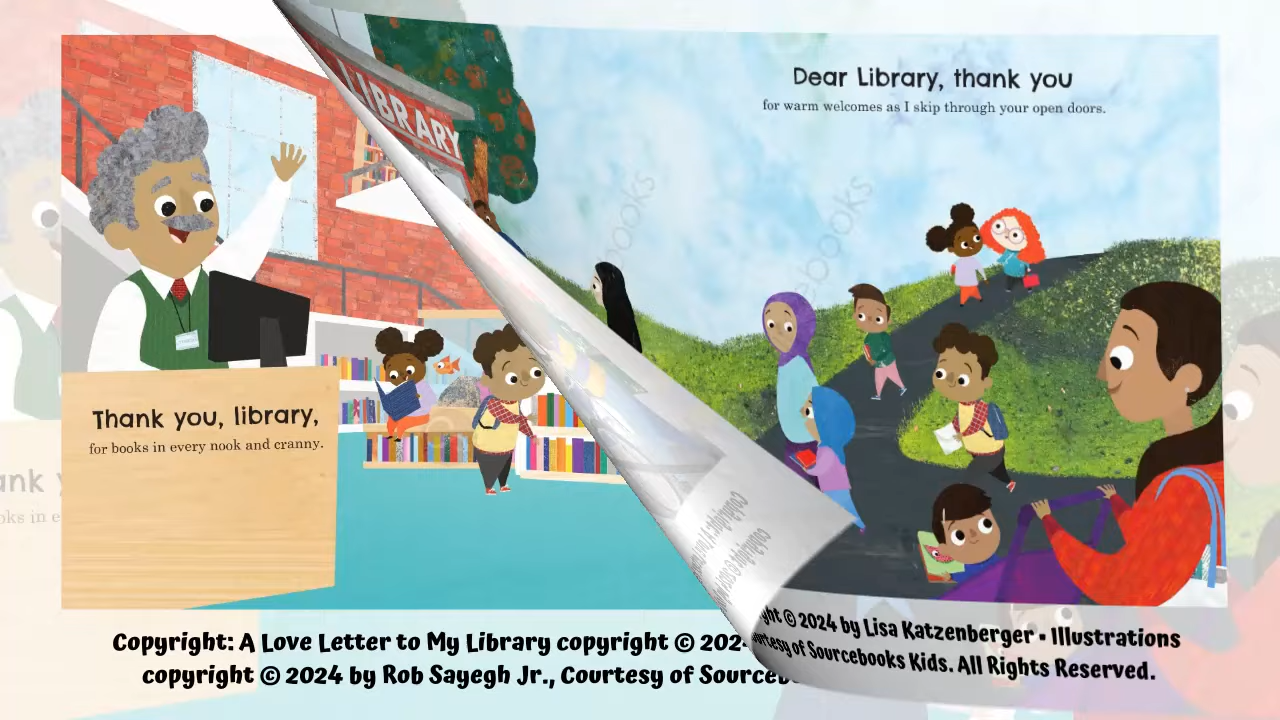 LIBRARY
Dear Library, thank you
for warm welcomes as I skip through your open doors.
Thank you, library,
for books in every nook and cranny.
Copyright: A Love Letter to My Library copyright © 202
ght © 2024 by Lisa Katzenberger • Illustrations
copyright © 2024 by Rob Sayegh Jr., Courtesy of Sourceb
urtesy of Sourcebooks Kids. All Rights Reserved.